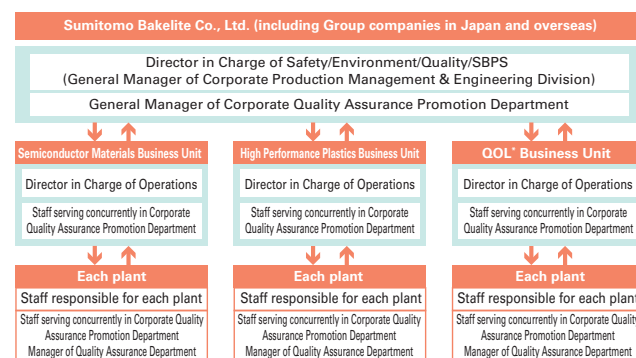 Sumitomo Bakelite Co., Ltd. (including Group companies in Japan and overseas)
Director in Charge of Safety/Environment/Quality/SBPS
(General Manager of Corporate Production Management & Engineering Division)
General Manager of Corporate Quality Assurance Promotion Department
Semiconductor Materials Business Unit
Director in Charge of Operations
Staff serving concurrently in Corporate
Quality Assurance Promotion Department
Each plant
Staff responsible for each plant
Staff serving concurrently in Corporate Quality
Assurance Promotion Department
Manager of Quality Assurance Department
High Performance Plastics Business Unit
Director in Charge of Operations
Staff serving concurrently in Corporate
Quality Assurance Promotion Department
Each plant
Staff responsible for each plant
Staff serving concurrently in Corporate Quality
Assurance Promotion Department
Manager of Quality Assurance Department
QOL* Business Unit
Director in Charge of Operations
Staff serving concurrently in Corporate
Quality Assurance Promotion Department
Each plant
Staff responsible for each plant
Staff serving concurrently in Corporate Quality
Assurance Promotion Department
Manager of Quality Assurance Department